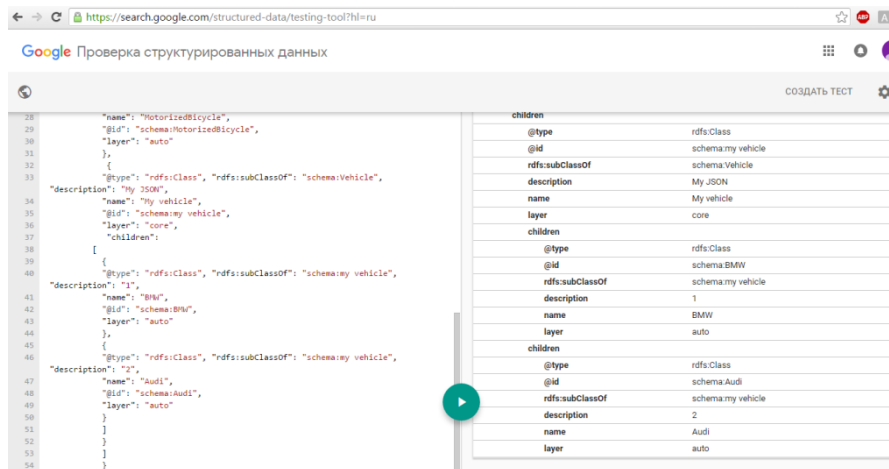 https://search.google.com/structured-data/testing-tool?hl=ru
ABP
Google Проверка структурированных данных
СОЗДАТЬ ТЕСТ
28 "name": "MotorizedBicycle",
29 "@id": "schema:MotorizedBicycle",
30 "layer": "auto"
31 },
32 {
33 "@type": "rdfs:Class", "rdfs:subClassOf": "schema:Vehicle",
"description": "My JSON",
34 "name": "My vehicle",
35 "@id": "schema:my vehicle",
36 "layer": "core",
37 "children":
38 [
39 {
40 "@type": "rdfs:Class", "rdfs:subClassOf": "schema:my vehicle",
"description": "1",
41 "name": "BMW",
42 "@id": "schema:BMW",
43 "layer": "auto"
44 },
45 {
46 "@type": "rdfs:Class", "rdfs:subClassOf": "schema:my vehicle",
"description": "2",
47 "name": "Audi",
48 "@id": "schema:Audi",
49 "layer": "auto"
50 }
51 ]
52 }
53 ]
54 }
children
@type rdfs:Class
@id schema:my vehicle
rdfs:subClassOf schema:Vehicle
description My JSON
name My vehicle
layer core
children
@type rdfs:Class
@id schema:BMW
rdfs:subClassOf schema:my vehicle
description 1
name BMW
layer auto
children
@type rdfs:Class
@id schema:Audi
rdfs:subClassOf schema:my vehicle
description 2
name Audi
layer auto